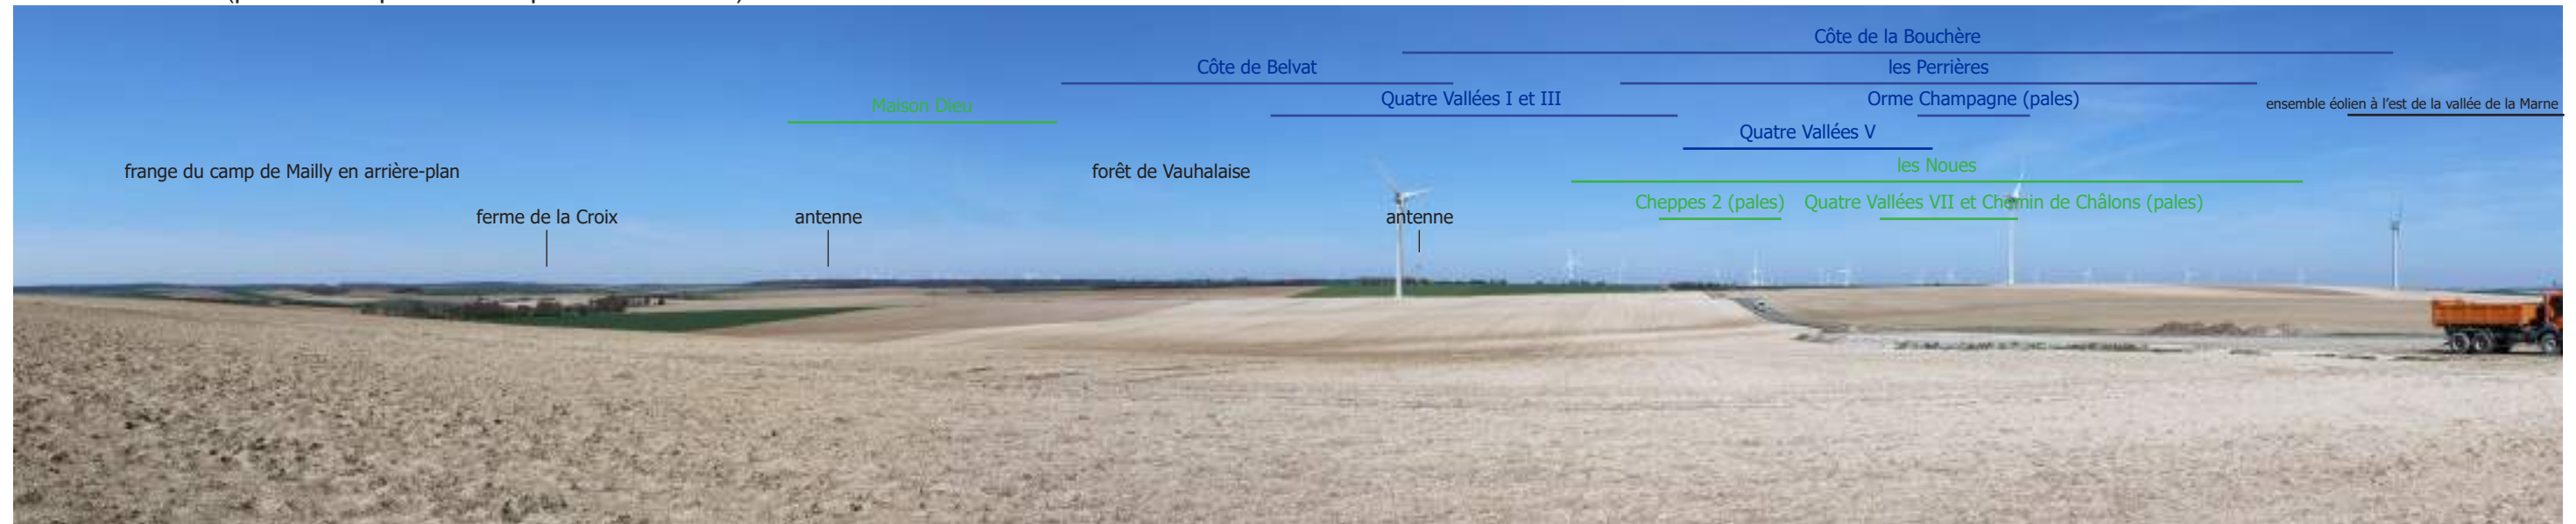 Côte de la Bouchère
Côte de Belvat
les Perrières
Maison Dieu
Quatre Vallées I et III
Orme Champagne (pales)
ensemble éolien à l'est de la vallée de la Marne
Quatre Vallées V
frange du camp de Mailly en arrière-plan
forêt de Vauhalaise
les Noues
ferme de la Croix
antenne
antenne
Cheppes 2 (pales)
Quatre Vallées VII et Chemin de Châlons (pales)